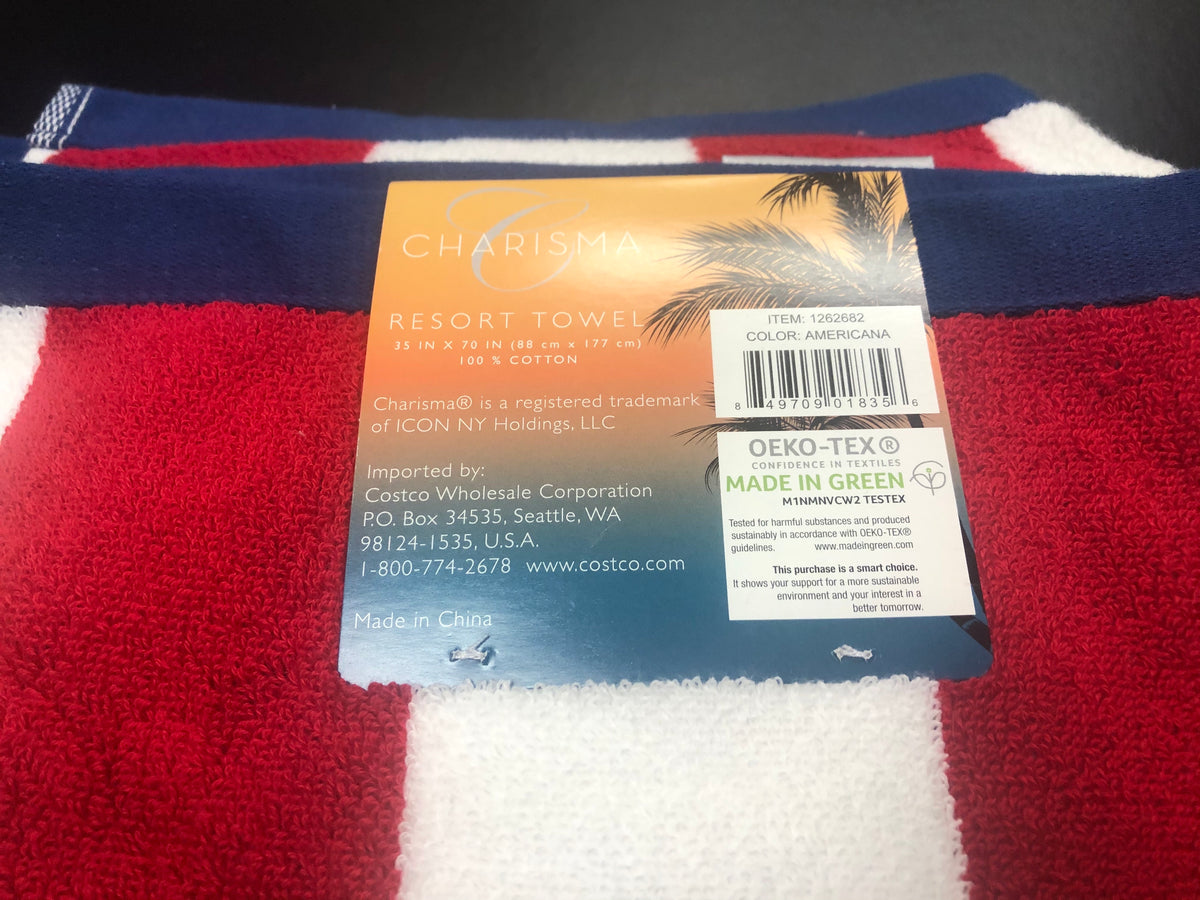 CHARISMA
RESORT TOWEL
35 IN X 70 IN (88 cm x 177 cm)
100 % COTTON
Charisma® is a registered trademark
of ICON NY Holdings, LLC
Imported by:
Costco Wholesale Corporation
P.O. Box 34535, Seattle, WA
98124-1535, U.S.A.
1-800-774-2678 www.costco.com
Made in China
ITEM: 1262682
COLOR: AMERICANA
8 49709 01835 6
OEKO-TEX®
CONFIDENCE IN TEXTILES
MADE IN GREEN
M1NMNVCW2 TESTEX
Tested for harmful substances and produced
sustainably in accordance with OEKO-TEX®
guidelines. www.madeingreen.com
This purchase is a smart choice.
It shows your support for a more sustainable
environment and your interest in a
better tomorrow.